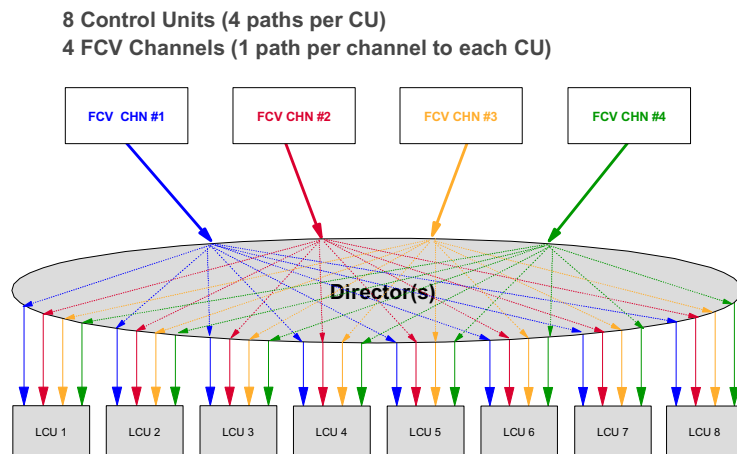 8 Control Units (4 paths per CU)
4 FCV Channels (1 path per channel to each CU)
FCV CHN #1
FCV CHN #2
FCV CHN #3
FCV CHN #4
Director(s)
LCU 1
LCU 2
LCU 3
LCU 4
LCU 5
LCU 6
LCU 7
LCU 8